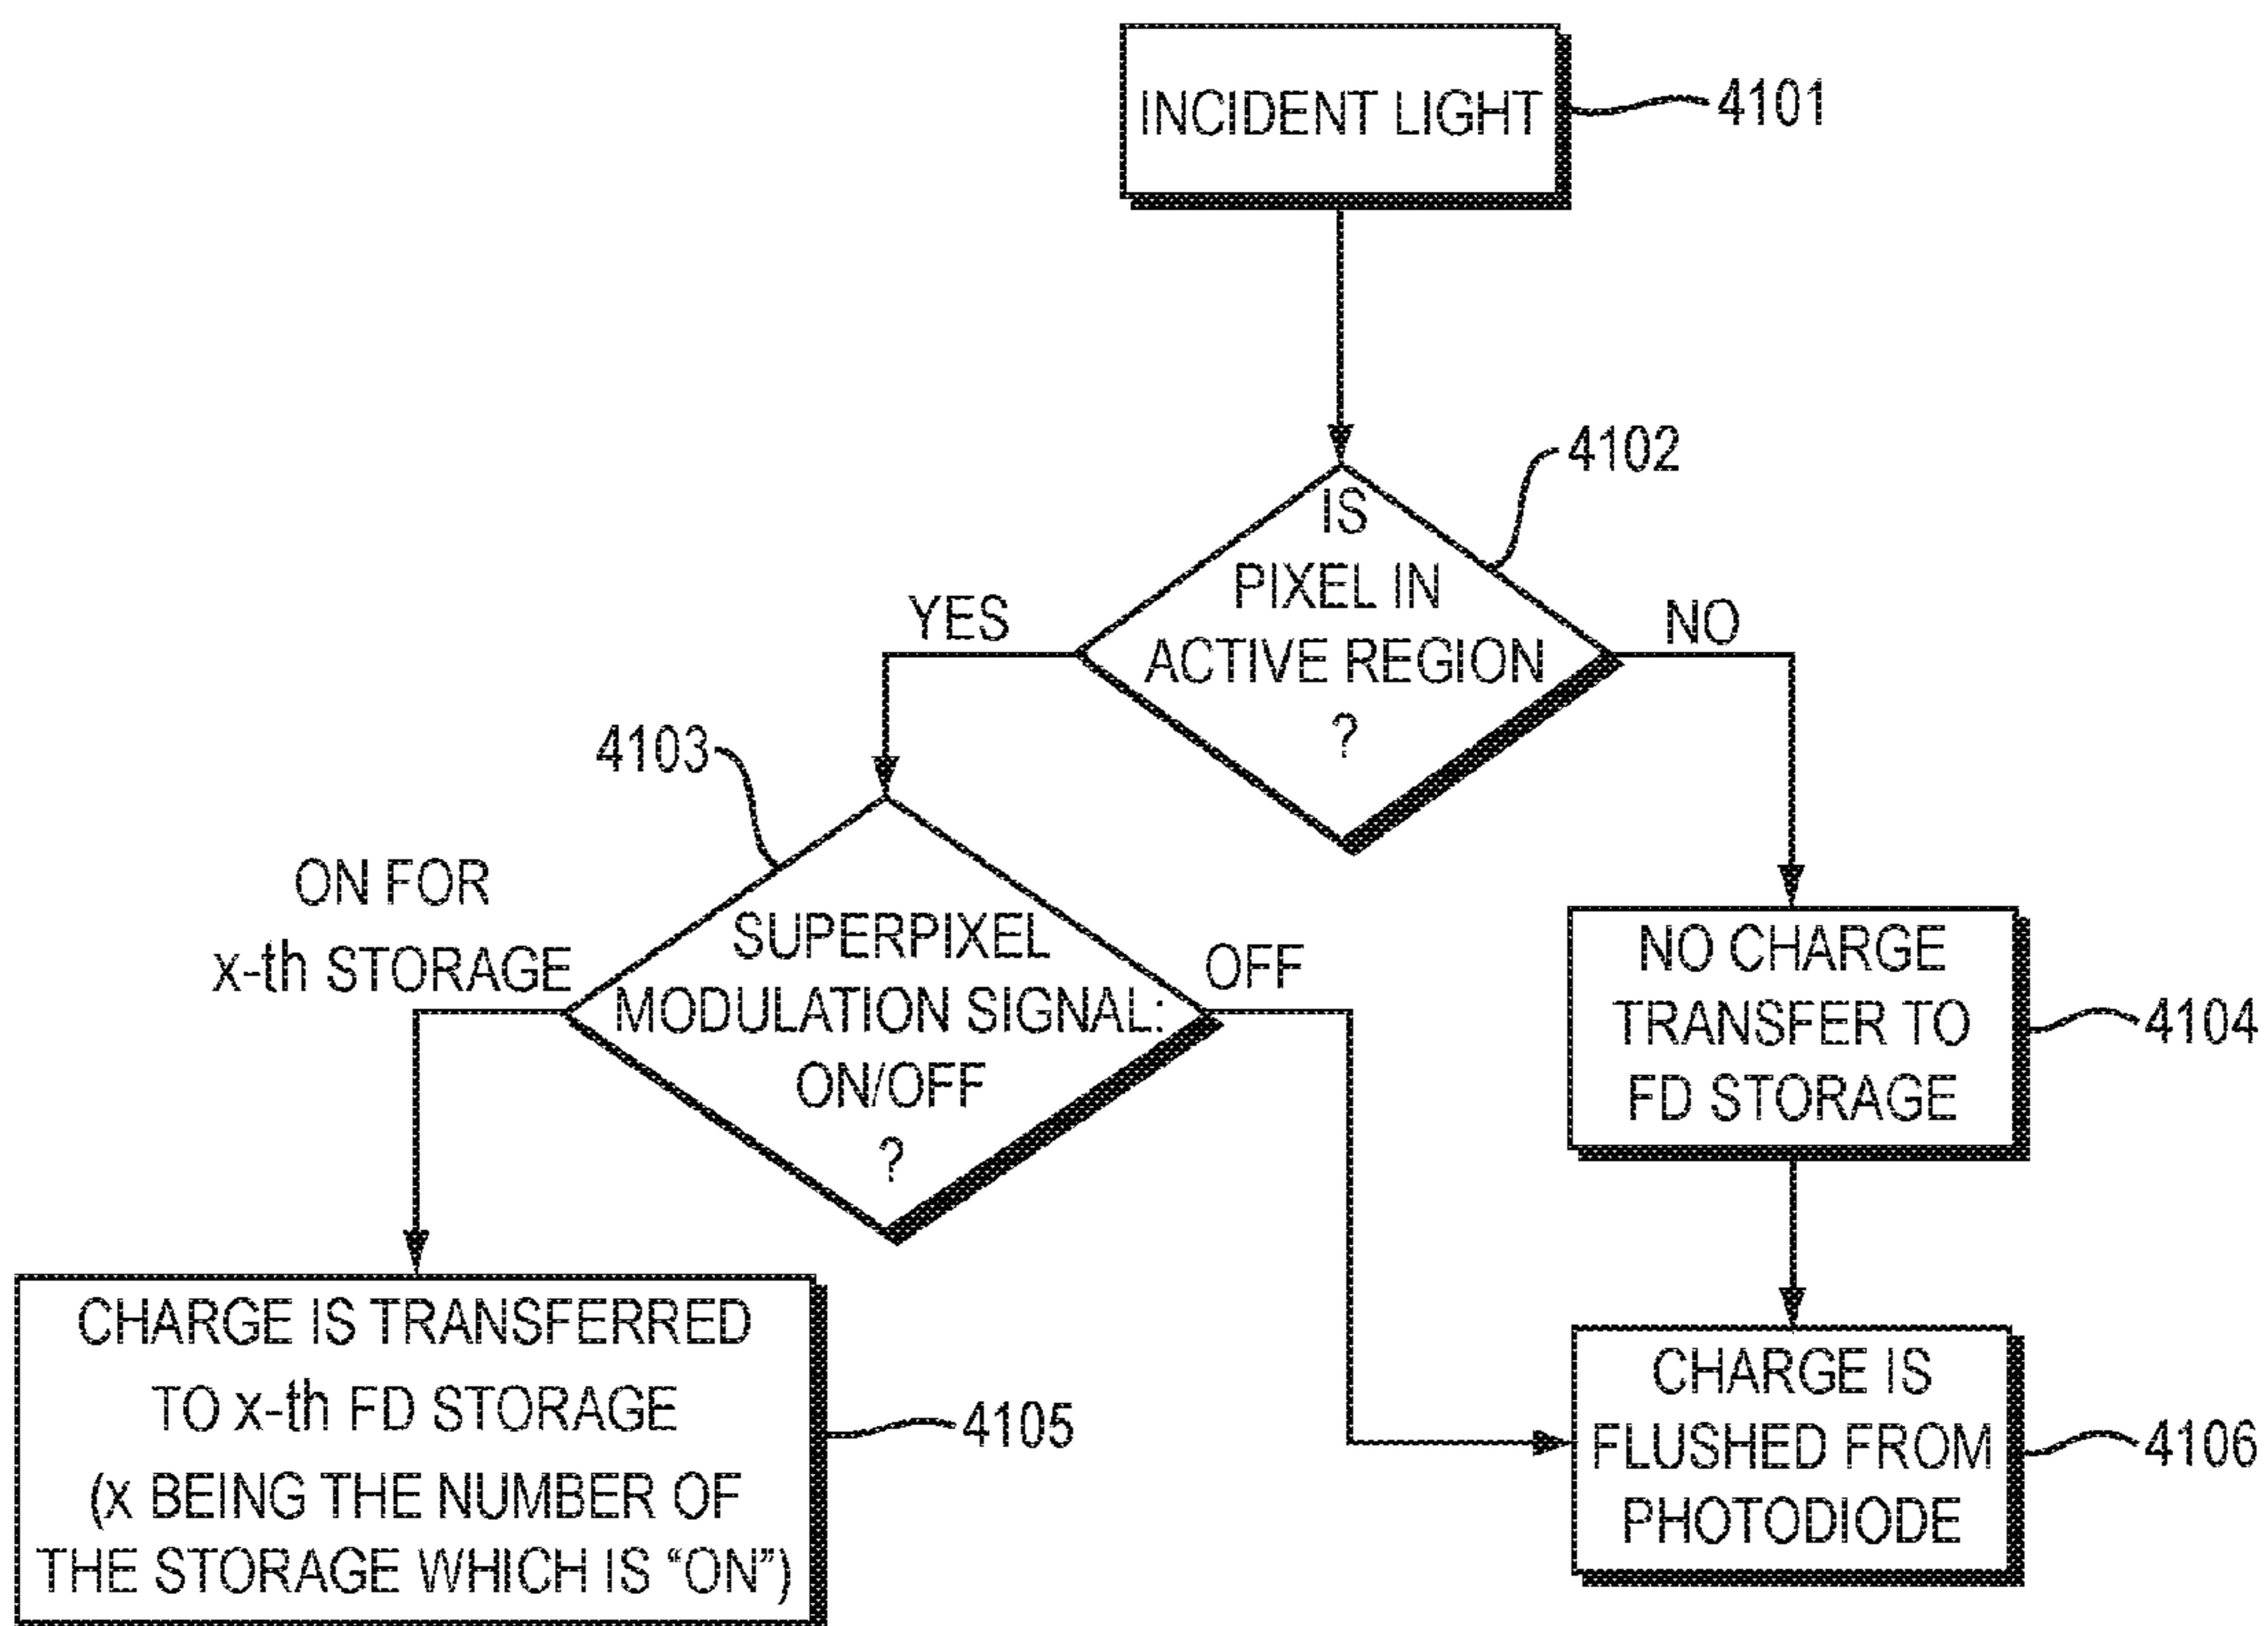 INCIDENT LIGHT
4101
4102
IS
PIXEL IN
ACTIVE REGION
?
YES
NO
4103
ON FOR
x-th STORAGE
SUPERPIXEL
MODULATION SIGNAL:
ON/OFF
?
OFF
NO CHARGE
TRANSFER TO
FD STORAGE
4104
CHARGE IS TRANSFERRED
TO x-th FD STORAGE
(x BEING THE NUMBER OF
THE STORAGE WHICH IS “ON”)
4105
CHARGE IS
FLUSHED FROM
PHOTODIODE
4106